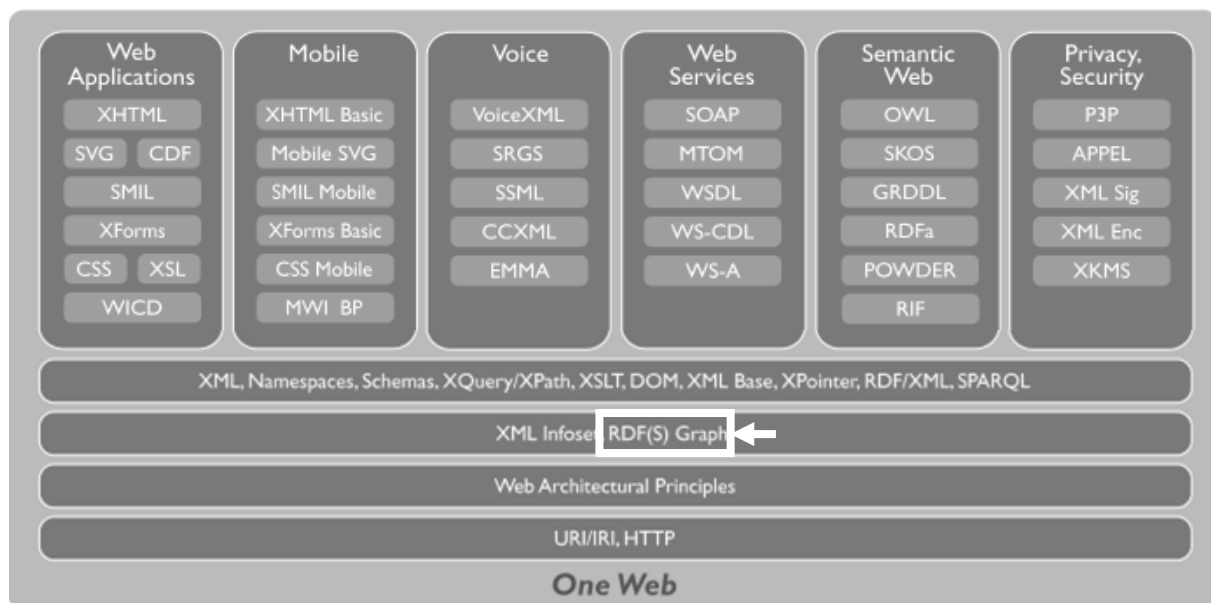 Web
Applications
XHTML
SVG CDF
SMIL
XForms
CSS XSL
WICD
Mobile
XHTML Basic
Mobile SVG
SMIL Mobile
XForms Basic
CSS Mobile
MWI BP
Voice
VoiceXML
SRGS
SSML
CCXML
EMMA
Web
Services
SOAP
MTOM
WSDL
WS-CDL
WS-A
Semantic
Web
OWL
SKOS
GRDDL
RDFa
POWDER
RIF
Privacy,
Security
P3P
APPEL
XML Sig
XML Enc
XKMS
XML, Namespaces, Schemas, XQuery/XPath, XSLT, DOM, XML Base, XPointer, RDF/XML, SPARQL
XML Infoset, RDF(S) Graph
Web Architectural Principles
URI/IRI, HTTP
One Web